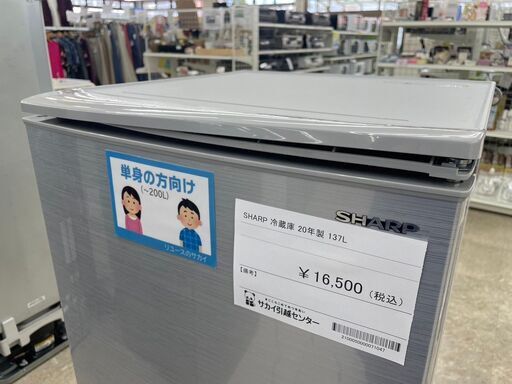 単身の方向け
(~200L)
リユースのサカイ
SHARP
SHARP 冷蔵庫 20年製 137L
【備考】
¥16,500 (税込)
サカイ引越センター